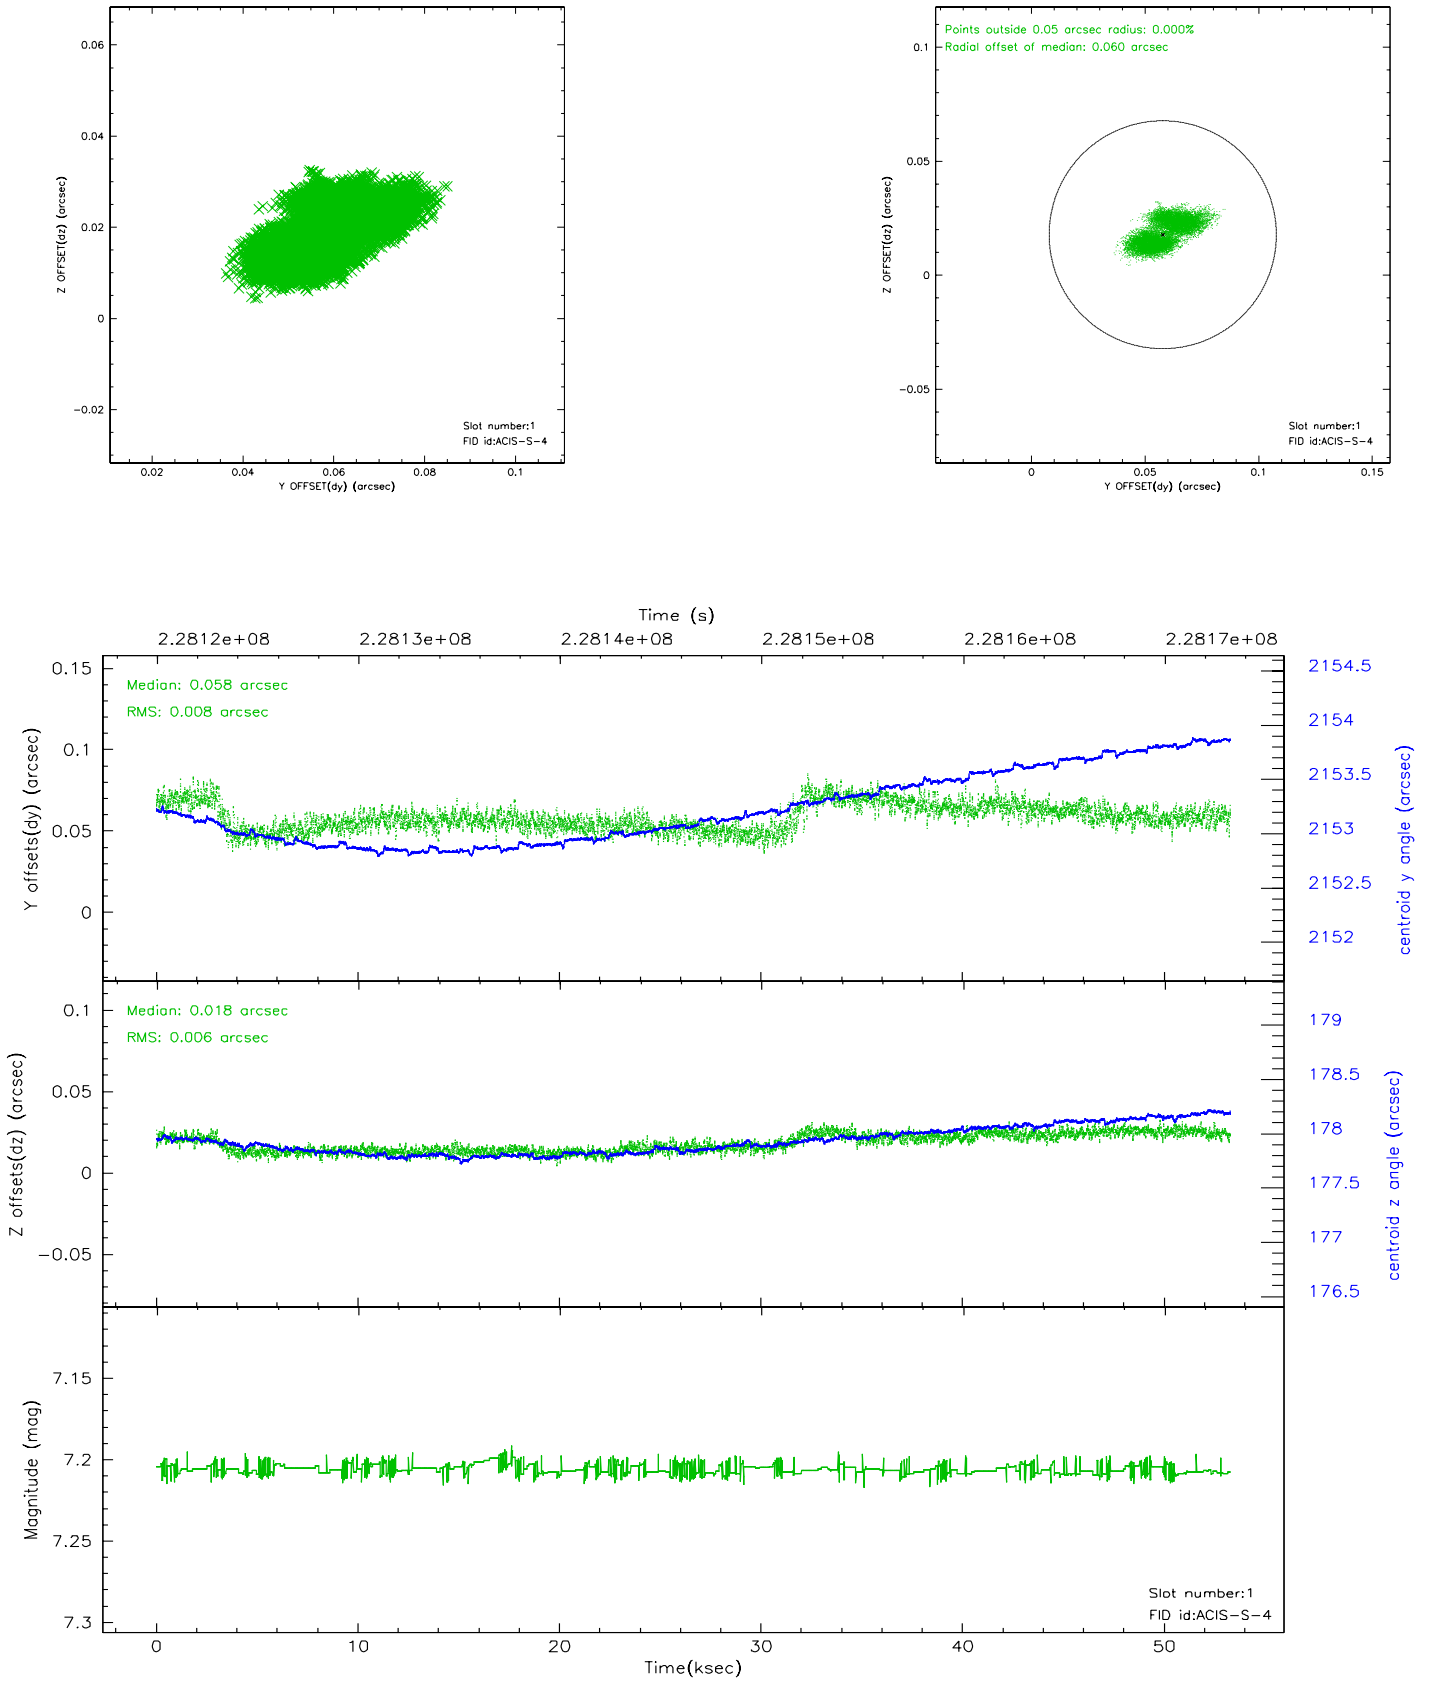 0.06
0.04
0.02
0
−0.02
Z OFFSET(dz) (arcsec)
0.02 0.04 0.06 0.08 0.1
Y OFFSET(dy) (arcsec)
Slot number:1
FID id:ACIS−S−4
Points outside 0.05 arcsec radius: 0.000%
Radial offset of median: 0.060 arcsec
0.1
0.05
0
−0.05
Z OFFSET(dz) (arcsec)
0 0.05 0.1 0.15
Y OFFSET(dy) (arcsec)
Slot number:1
FID id:ACIS−S−4
Time (s)
2.2812e+08 2.2813e+08 2.2814e+08 2.2815e+08 2.2816e+08 2.2817e+08
Median: 0.058 arcsec
RMS: 0.008 arcsec
0.15
0.1
0.05
0
Y offsets(dy) (arcsec)
2154.5
2154
2153.5
2153
2152.5
2152
centroid y angle (arcsec)
Median: 0.018 arcsec
RMS: 0.006 arcsec
0.1
0.05
0
−0.05
Z offsets(dz) (arcsec)
179
178.5
178
177.5
177
176.5
centroid z angle (arcsec)
7.15
7.2
7.25
7.3
Magnitude (mag)
Slot number:1
FID id:ACIS−S−4
0 10 20 30 40 50
Time(ksec)